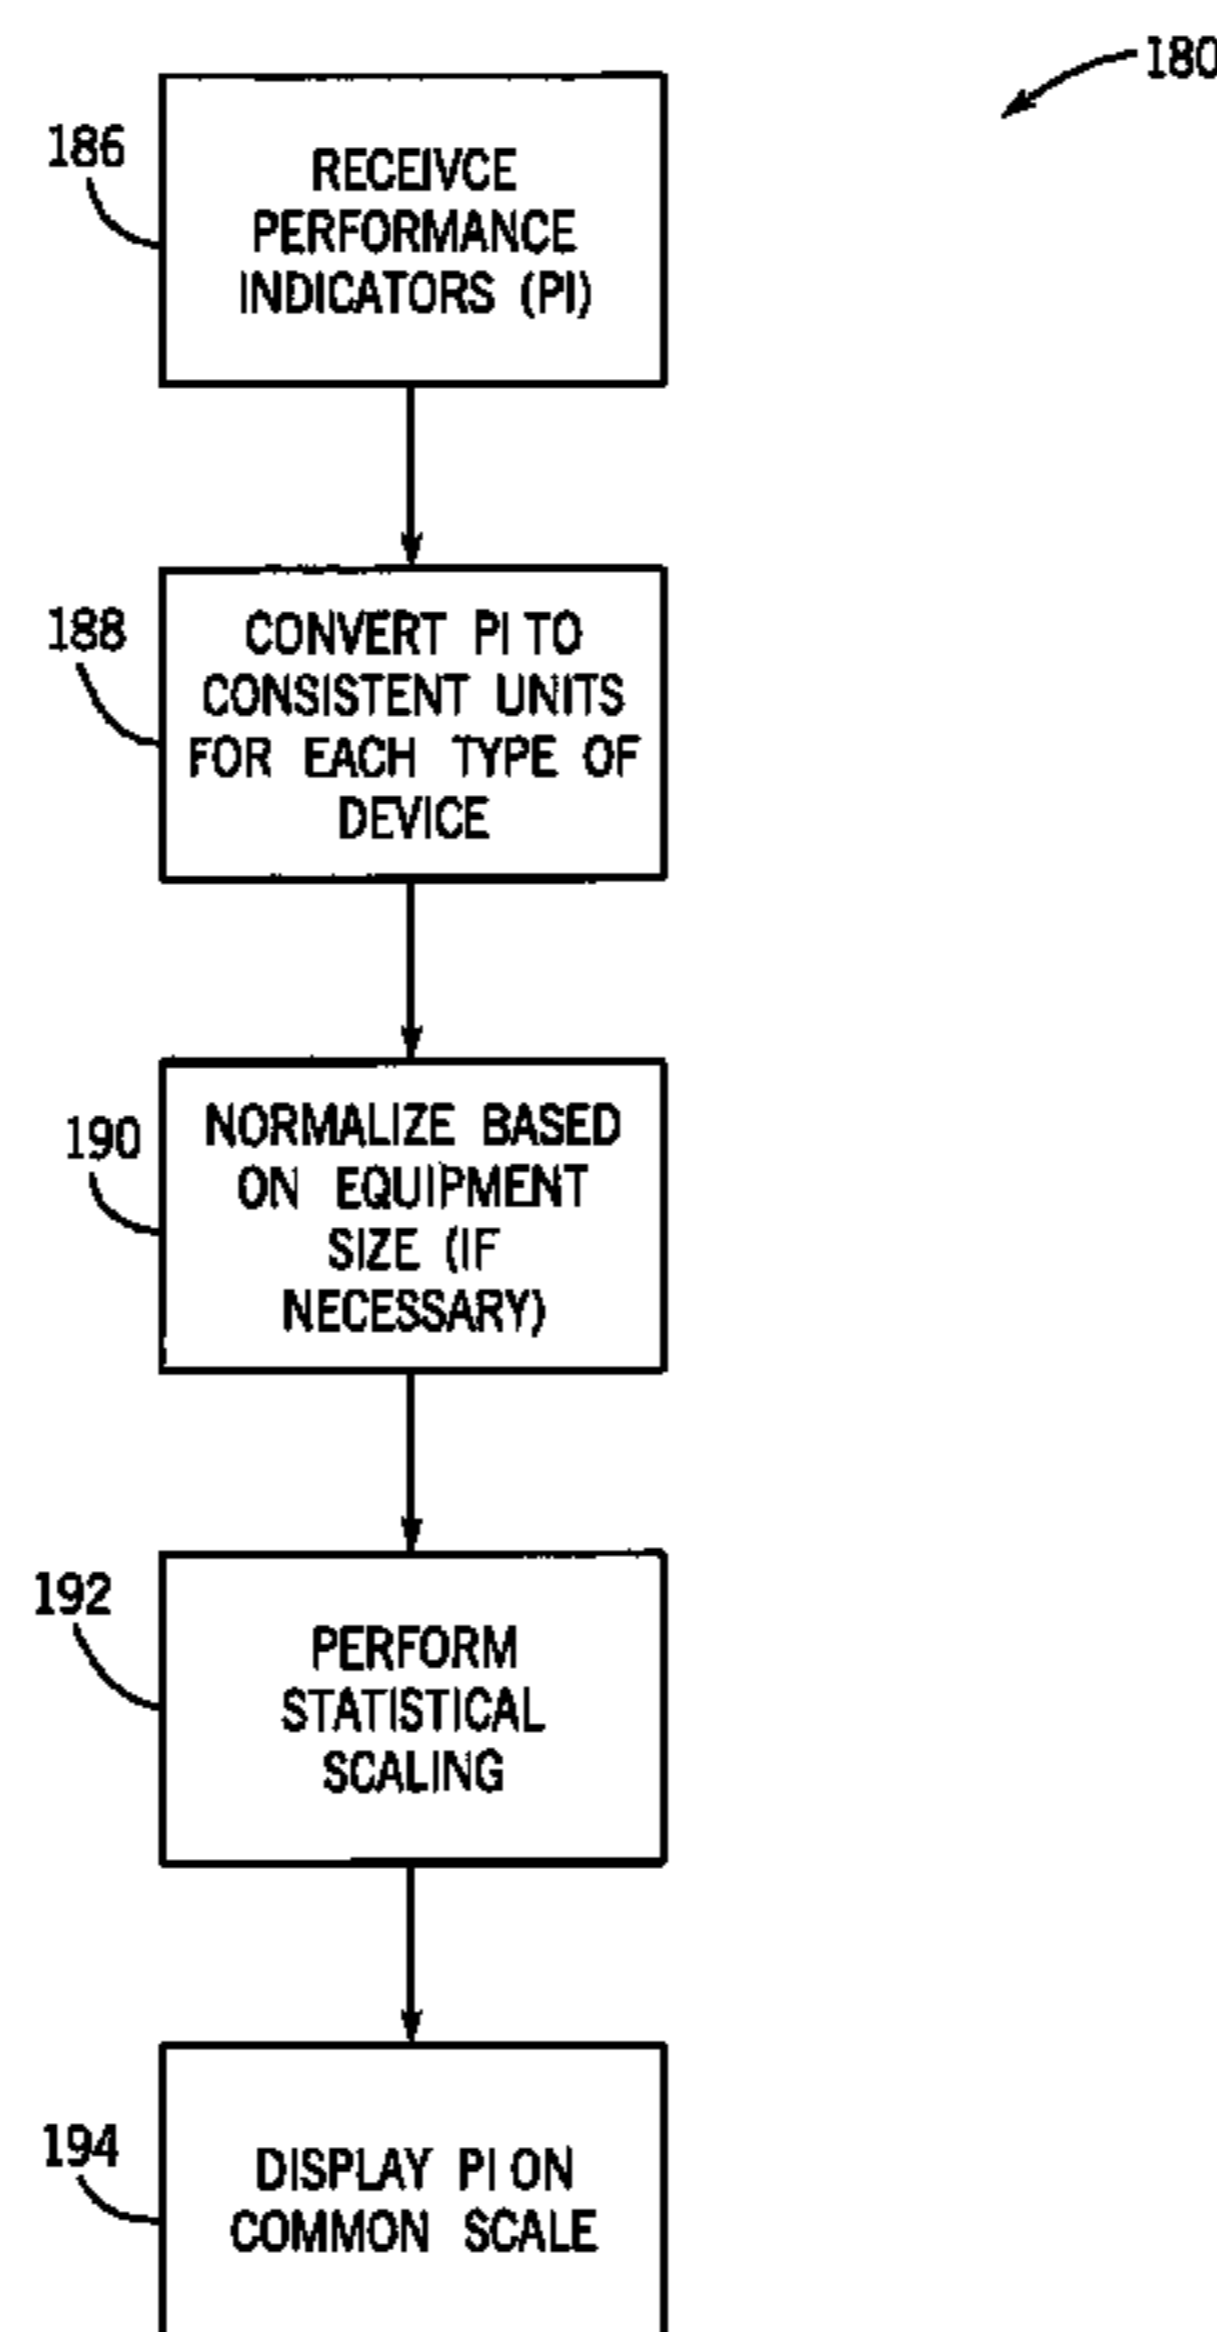 180
186
RECEIVCE
PERFORMANCE
INDICATORS (PI)
188
CONVERT PI TO
CONSISTENT UNITS
FOR EACH TYPE OF
DEVICE
190
NORMALIZE BASED
ON EQUIPMENT
SIZE (IF
NECESSARY)
192
PERFORM
STATISTICAL
SCALING
194
DISPLAY PI ON
COMMON SCALE